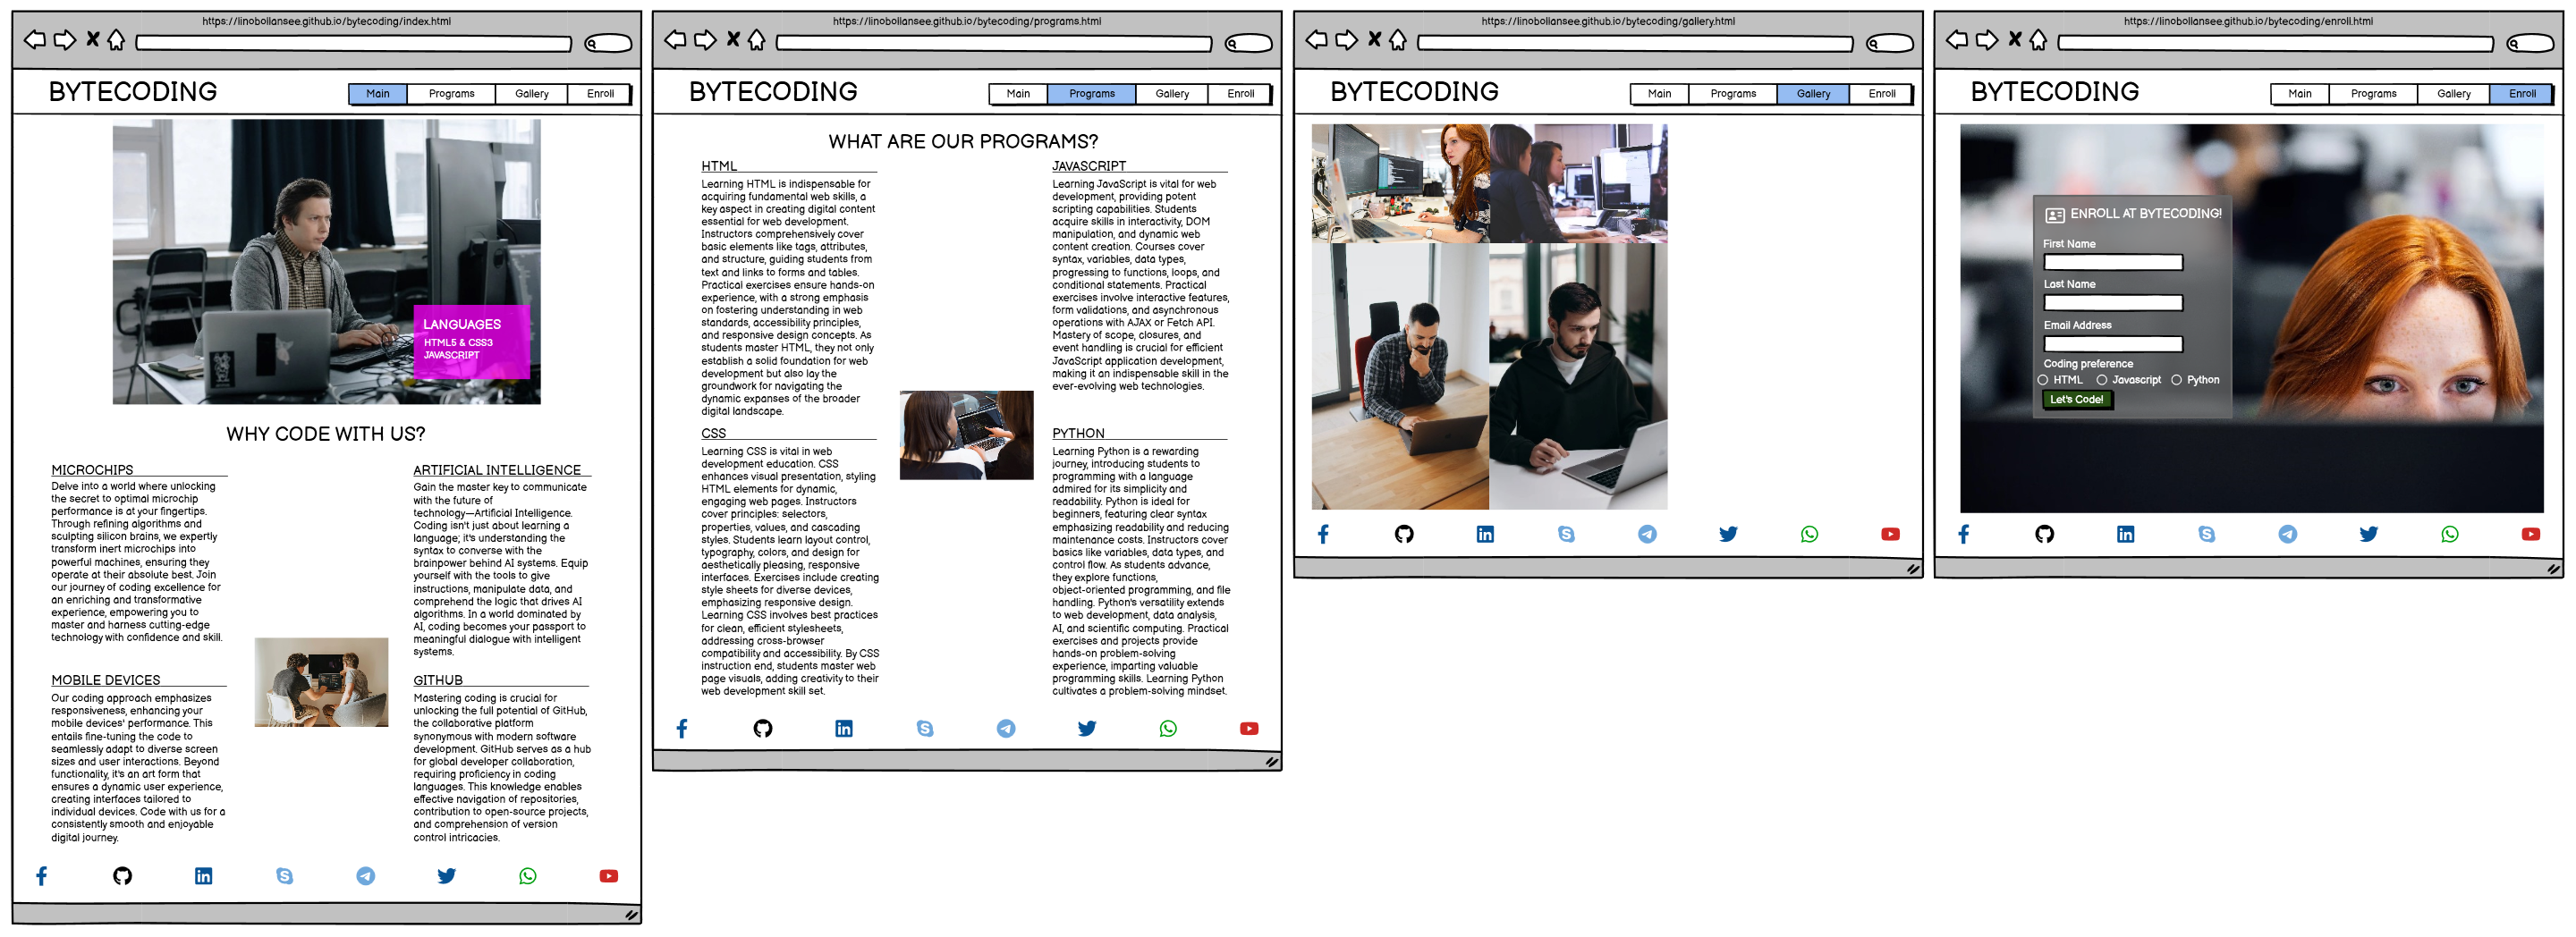 https://linobollansee.github.io/bytecoding/index.html
BYTECODING
Main Programs Gallery Enroll
LANGUAGES
HTML5 & CSS3
JAVASCRIPT
WHY CODE WITH US?
MICROCHIPS
Delve into a world where unlocking
the secret to optimal microchip
performance is at your fingertips.
Through refining algorithms and
sculpting silicon brains, we expertly
transform inert microchips into
powerful machines, ensuring they
operate at their absolute best. Join
our journey of coding excellence for
an enriching and transformative
experience, empowering you to
master and harness cutting-edge
technology with confidence and skill.
MOBILE DEVICES
Our coding approach emphasizes
responsiveness, enhancing your
mobile devices' performance. This
entails fine-tuning the code to
seamlessly adapt to diverse screen
sizes and user interactions. Beyond
functionality, it's an art form that
ensures a dynamic user experience,
creating interfaces tailored to
individual devices. Code with us for a
consistently smooth and enjoyable
digital journey.
ARTIFICIAL INTELLIGENCE
Gain the master key to communicate
with the future of
technology—Artificial Intelligence.
Coding isn't just about learning a
language; it's understanding the
syntax to converse with the
brainpower behind AI systems. Equip
yourself with the tools to give
instructions, manipulate data, and
comprehend the logic that drives AI
algorithms. In a world dominated by
AI, coding becomes your passport to
meaningful dialogue with intelligent
systems.
GITHUB
Mastering coding is crucial for
unlocking the full potential of GitHub,
the collaborative platform
synonymous with modern software
development. GitHub serves as a hub
for global developer collaboration,
requiring proficiency in coding
languages. This knowledge enables
effective navigation of repositories,
contribution to open-source projects,
and comprehension of version
control intricacies.
https://linobollansee.github.io/bytecoding/programs.html
BYTECODING
Main Programs Gallery Enroll
WHAT ARE OUR PROGRAMS?
HTML
Learning HTML is indispensable for
acquiring fundamental web skills, a
key aspect in creating digital content
essential for web development.
Instructors comprehensively cover
basic elements like tags, attributes,
and structure, guiding students from
text and links to forms and tables.
Practical exercises ensure hands-on
experience, with a strong emphasis
on fostering understanding in web
standards, accessibility principles,
and responsive design concepts. As
students master HTML, they not only
establish a solid foundation for web
development but also lay the
groundwork for navigating the
dynamic expanses of the broader
digital landscape.
CSS
Learning CSS is vital in web
development education. CSS
enhances visual presentation, styling
HTML elements for dynamic,
engaging web pages. Instructors
cover principles: selectors,
properties, values, and cascading
styles. Students learn layout control,
typography, colors, and design for
aesthetically pleasing, responsive
interfaces. Exercises include creating
style sheets for diverse devices,
emphasizing responsive design.
Learning CSS involves best practices
for clean, efficient stylesheets,
addressing cross-browser
compatibility and accessibility. By CSS
instruction end, students master web
page visuals, adding creativity to their
web development skill set.
JAVASCRIPT
Learning JavaScript is vital for web
development, providing potent
scripting capabilities. Students
acquire skills in interactivity, DOM
manipulation, and dynamic web
content creation. Courses cover
syntax, variables, data types,
progressing to functions, loops, and
conditional statements. Practical
exercises involve interactive features,
form validations, and asynchronous
operations with AJAX or Fetch API.
Mastery of scope, closures, and
event handling is crucial for efficient
JavaScript application development,
making it an indispensable skill in the
ever-evolving web technologies.
PYTHON
Learning Python is a rewarding
journey, introducing students to
programming with a language
admired for its simplicity and
readability. Python is ideal for
beginners, featuring clear syntax
emphasizing readability and reducing
maintenance costs. Instructors cover
basics like variables, data types, and
control flow. As students advance,
they explore functions,
object-oriented programming, and file
handling. Python's versatility extends
to web development, data analysis,
AI, and scientific computing. Practical
exercises and projects provide
hands-on problem-solving
experience, imparting valuable
programming skills. Learning Python
cultivates a problem-solving mindset.
https://linobollansee.github.io/bytecoding/gallery.html
BYTECODING
Main Programs Gallery Enroll
https://linobollansee.github.io/bytecoding/enroll.html
BYTECODING
Main Programs Gallery Enroll
ENROLL AT BYTECODING!
First Name
Last Name
Email Address
Coding preference
HTML Javascript Python
Let's Code!